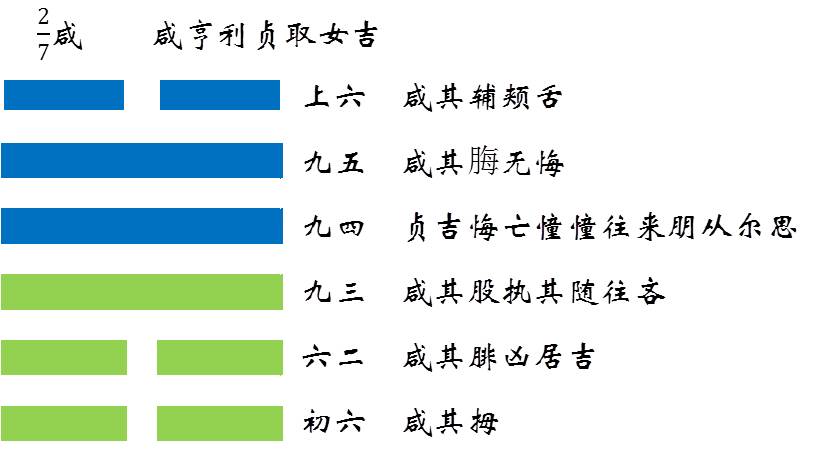 2/7咸 咸亨利贞取女吉
上六 咸其辅颊舌
九五 咸其脢无悔
九四 贞吉悔亡憧憧往来朋从尔思
九三 咸其股执其随往吝
六二 咸其腓凶居吉
初六 咸其拇